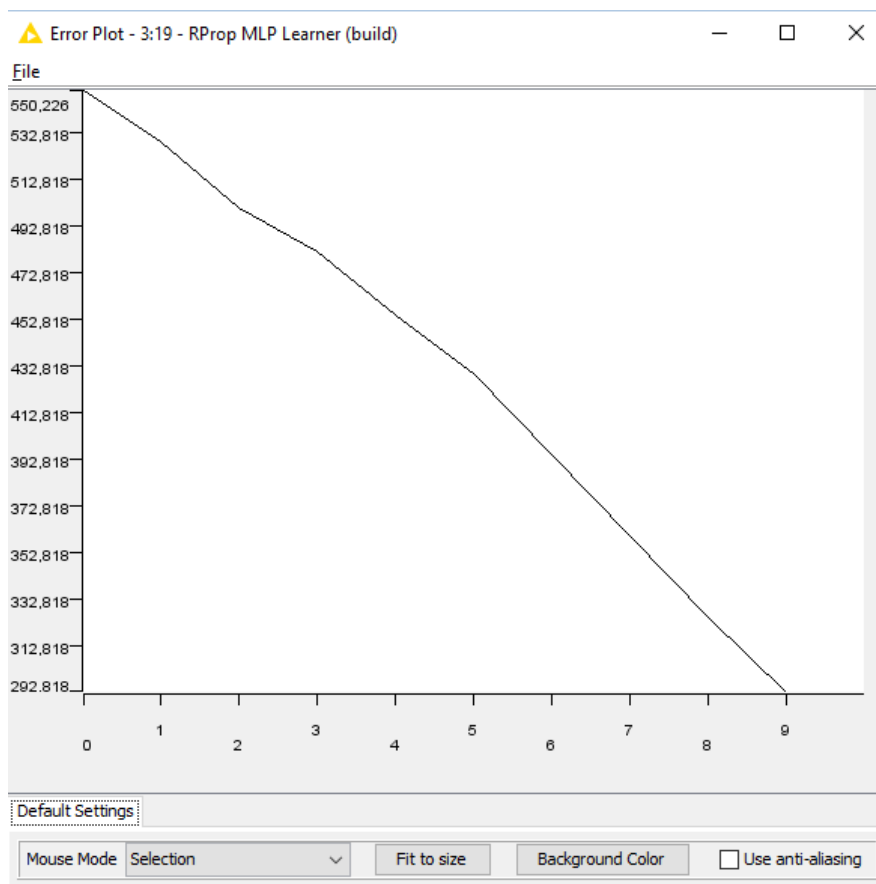 Error Plot - 3:19 - RProp MLP Learner (build)
File
550,226
532,818
512,818
492,818
472,818
452,818
432,818
412,818
392,818
372,818
352,818
332,818
312,818
292,818
0 1 2 3 4 5 6 7 8 9
Default Settings
Mouse Mode Selection Fit to size Background Color Use anti-aliasing